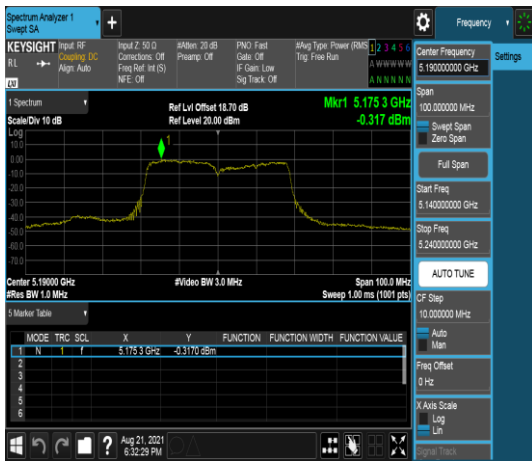 Spectrum Analyzer 1
Swept SA
Frequency
KEYSIGHT
RL
LXI
Input: RF
Coupling: DC
Align: Auto
Input Z: 50 Ω
Corrections: Off
Freq Ref: Int (S)
NFE: Off
#Atten: 20 dB
Preamp: Off
PNO: Fast
Gate: Off
IF Gain: Low
Sig Track: Off
#Avg Type: Power (RMS
Trig: Free Run
1 2 3 4 5 6
A W W W W W
A N N N N N
Settings
Center Frequency
5.190000000 GHz
Span
100.000000 MHz
Swept Span
Zero Span
Full Span
Start Freq
5.140000000 GHz
Stop Freq
5.240000000 GHz
AUTO TUNE
CF Step
10.000000 MHz
Auto
Man
Freq Offset
0 Hz
X Axis Scale
Log
Lin
Signal Track
1 Spectrum
Scale/Div 10 dB
Ref Lvl Offset 18.70 dB
Ref Level 20.00 dBm
Mkr1 5.175 3 GHz
-0.317 dBm
Log
10.0
0.00
-10.0
-20.0
-30.0
-40.0
-50.0
-60.0
-70.0
1
Center 5.19000 GHz
#Res BW 1.0 MHz
#Video BW 3.0 MHz
Span 100.0 MHz
Sweep 1.00 ms (1001 pts)
5 Marker Table
MODE TRC SCL X Y FUNCTION FUNCTION WIDTH FUNCTION VALUE
1 N 1 f 5.175 3 GHz -0.3170 dBm
2
3
4
5
6
Aug 21, 2021
6:32:29 PM